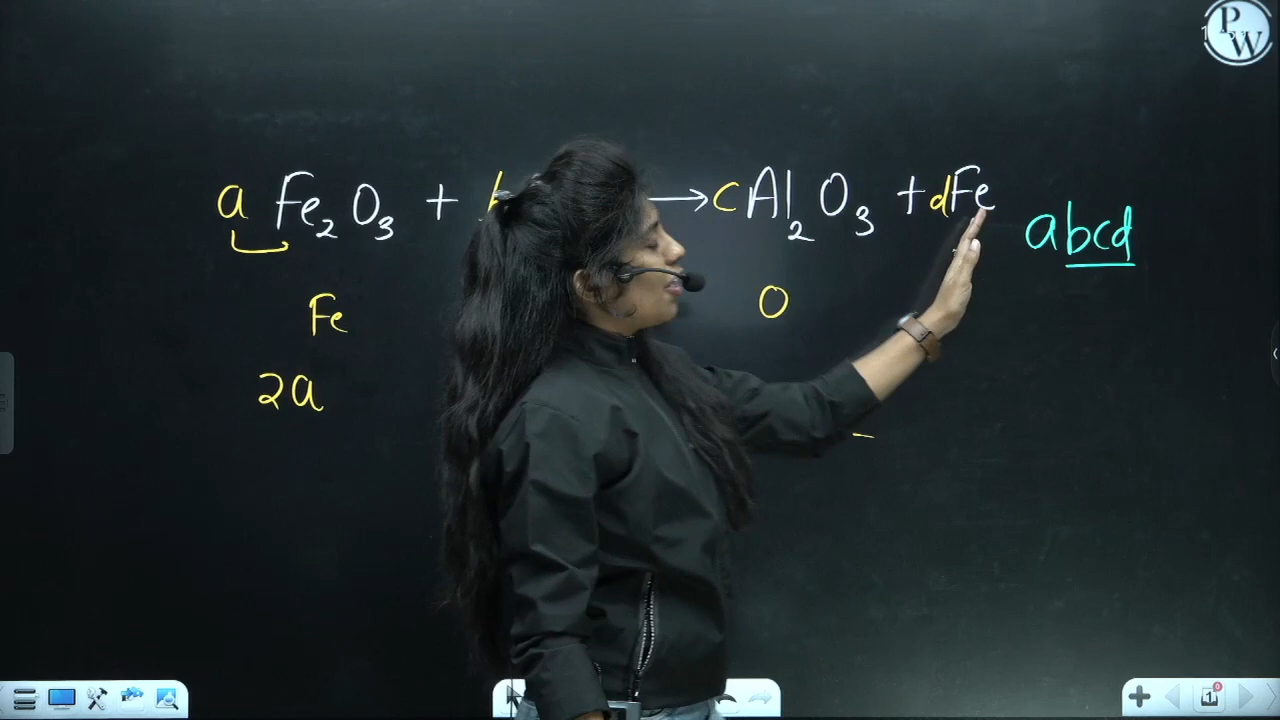 PW
a Fe2O3 + b → cAl2O3 + dFe
abcd
Fe
O
2a